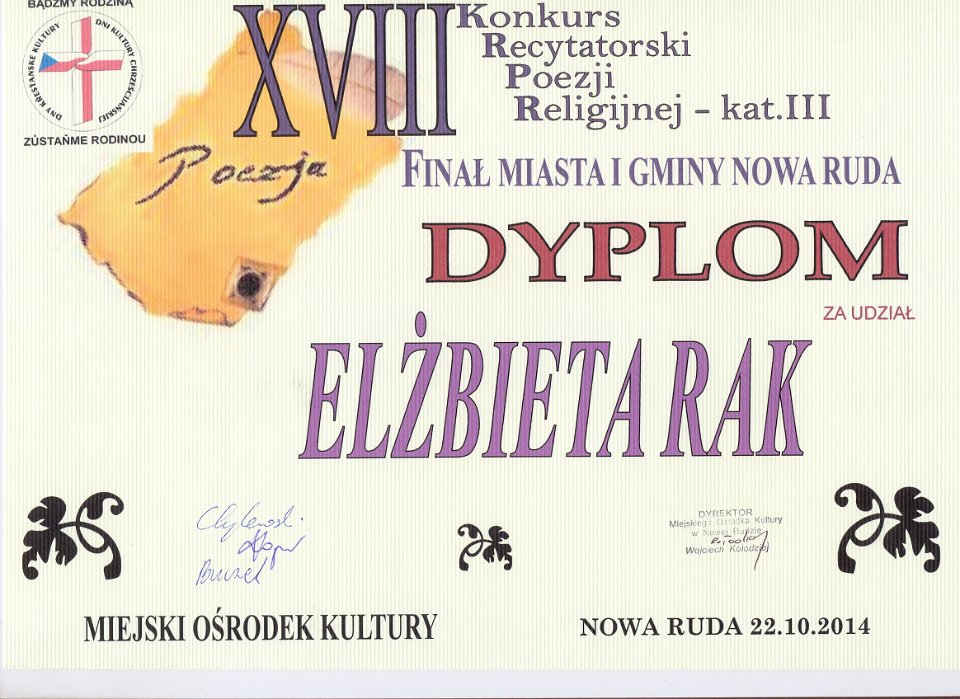 BĄDŹMY RODZINĄ
DNY KŘESŤANSKÉ KULTURY
DNI KULTURY CHRZEŚCIJAŃSKIEJ
ZŮSTAŇME RODINOU
Poezja
XVIII Konkurs
Recytatorski
Poezji
Religijnej – kat.III
FINAŁ MIASTA I GMINY NOWA RUDA
DYPLOM
ZA UDZIAŁ
ELŻBIETA RAK
DYREKTOR
Miejskiego Ośrodka Kultury
w Nowej Rudzie
Wojciech Kołodziej
MIEJSKI OŚRODEK KULTURY
NOWA RUDA 22.10.2014